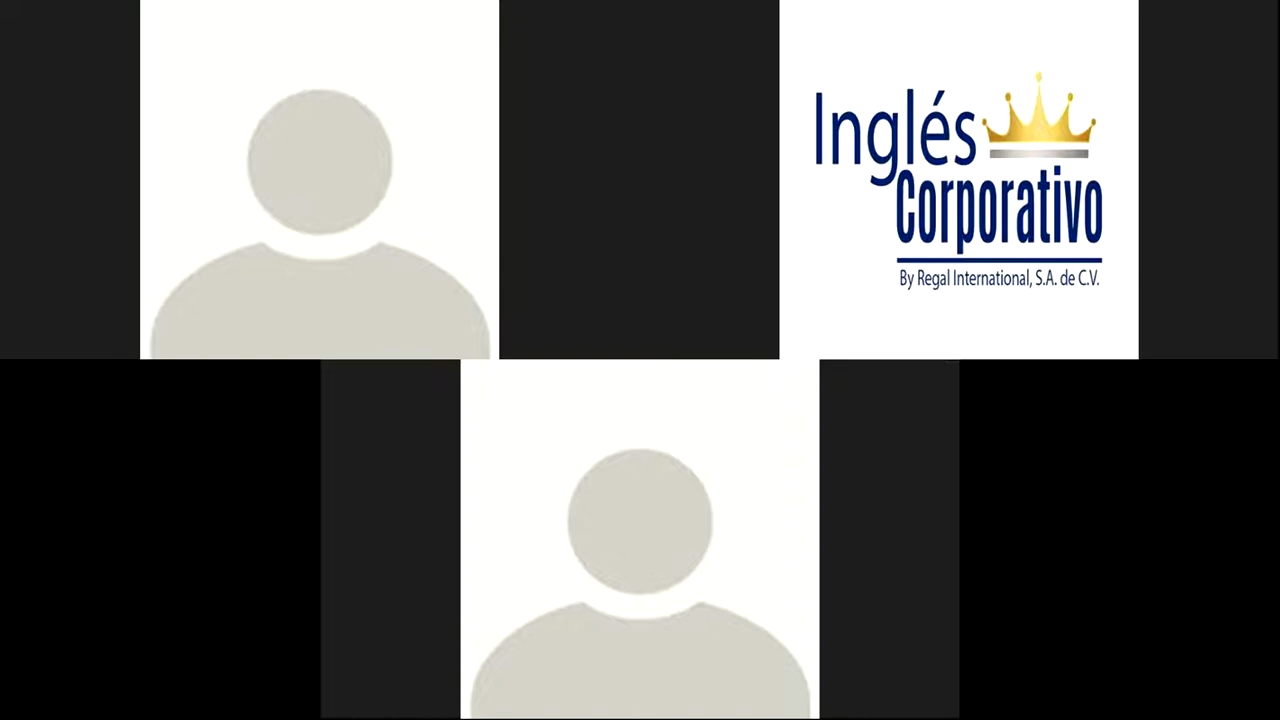 Inglés
Corporativo
By Regal International, S.A. de C.V.